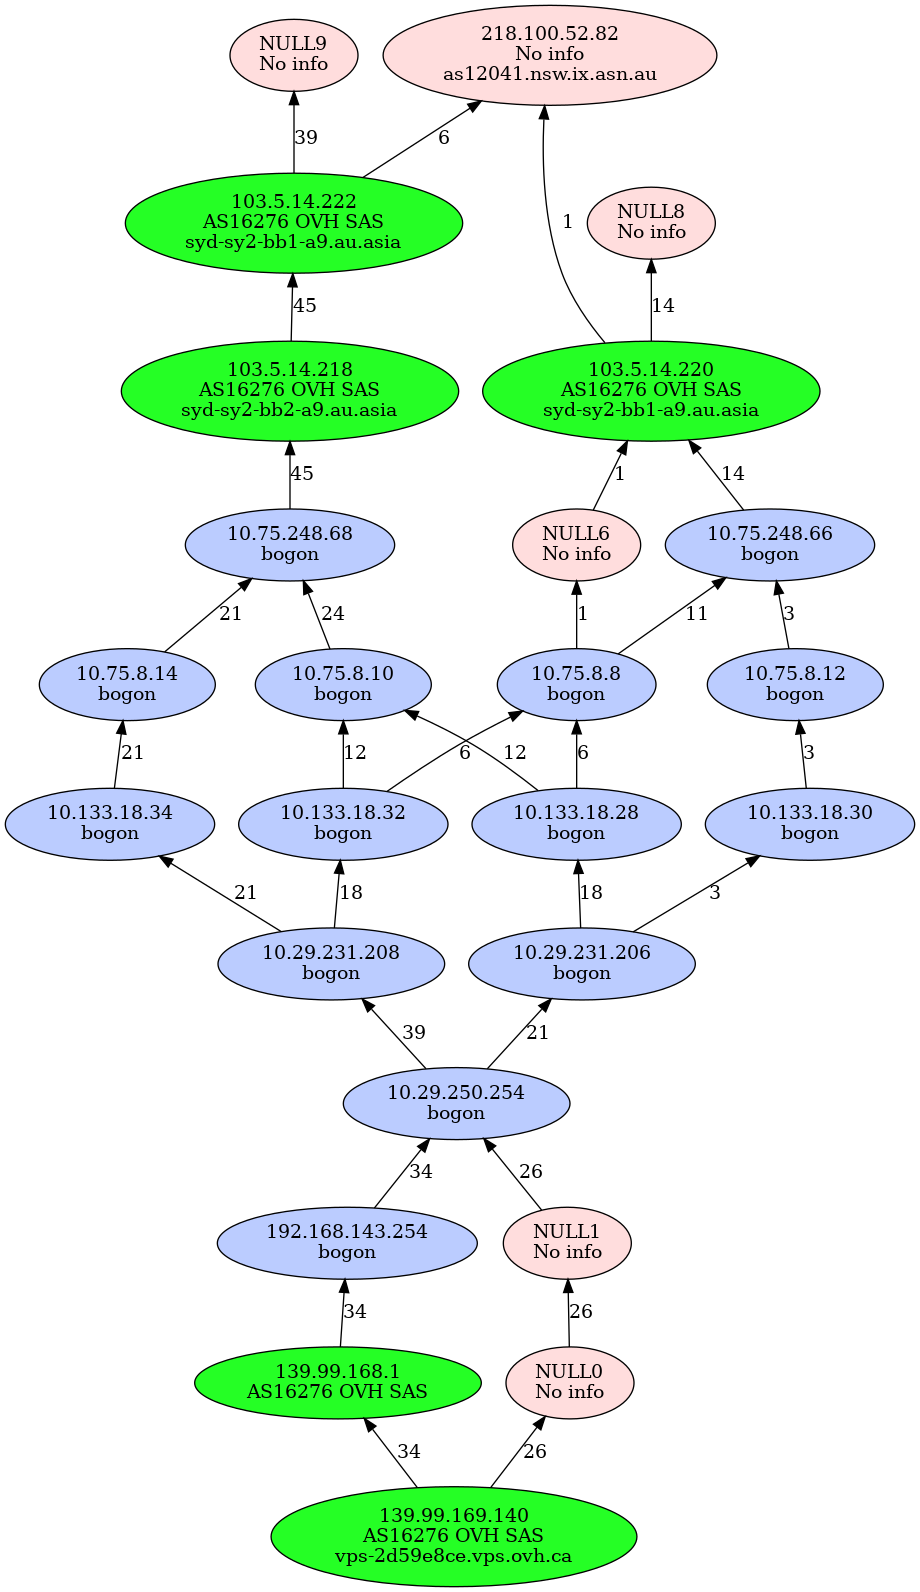 NULL9
No info
218.100.52.82
No info
as12041.nsw.ix.asn.au
39
6
103.5.14.222
AS16276 OVH SAS
syd-sy2-bb1-a9.au.asia
1
NULL8
No info
45
14
103.5.14.218
AS16276 OVH SAS
syd-sy2-bb2-a9.au.asia
103.5.14.220
AS16276 OVH SAS
syd-sy2-bb1-a9.au.asia
45
1
14
10.75.248.68
bogon
NULL6
No info
10.75.248.66
bogon
21
24
1
11
3
10.75.8.14
bogon
10.75.8.10
bogon
10.75.8.8
bogon
10.75.8.12
bogon
21
12
6
12
6
3
10.133.18.34
bogon
10.133.18.32
bogon
10.133.18.28
bogon
10.133.18.30
bogon
21
18
18
3
10.29.231.208
bogon
10.29.231.206
bogon
39
21
10.29.250.254
bogon
34
26
192.168.143.254
bogon
NULL1
No info
34
26
139.99.168.1
AS16276 OVH SAS
NULL0
No info
34
26
139.99.169.140
AS16276 OVH SAS
vps-2d59e8ce.vps.ovh.ca